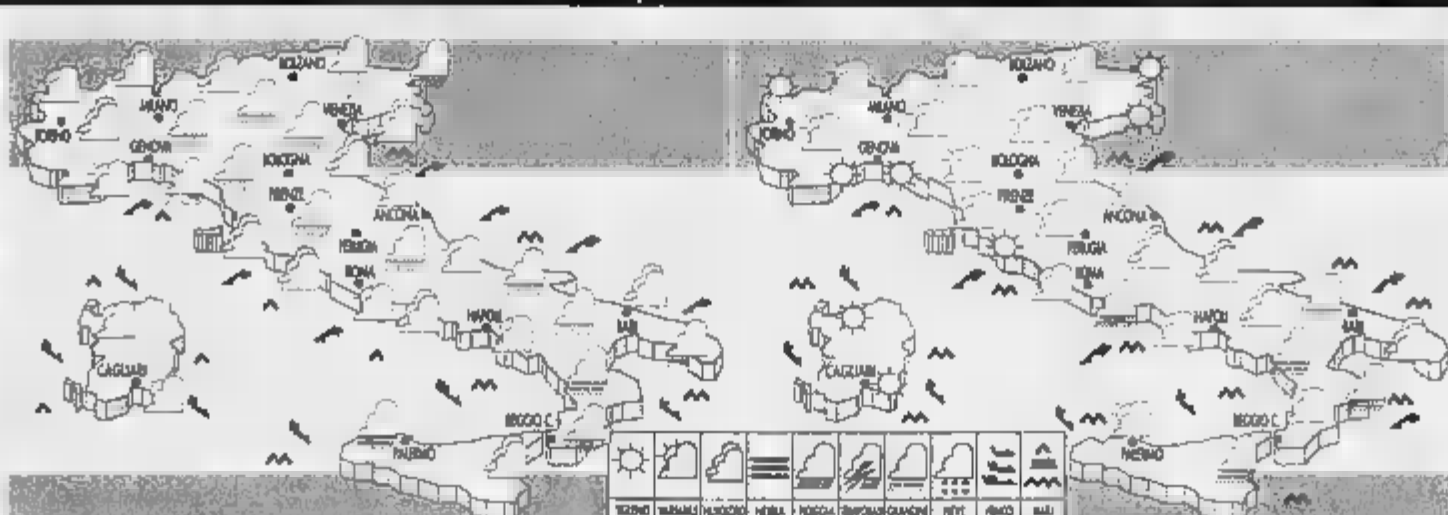 BOLZANO
MILANO
VENEZIA
TORINO
GENOVA
BOLOGNA
FIRENZE
ANCONA
PERUGIA
ROMA
NAPOLI
BARI
CAGLIARI
REGGIO C.
PALERMO
BOLZANO
MILANO
VENEZIA
TORINO
GENOVA
BOLOGNA
FIRENZE
ANCONA
PERUGIA
ROMA
NAPOLI
BARI
CAGLIARI
REGGIO C.
PALERMO
SERENO VARIABILE NUVOLOSO NEBBIA PIOGGIA TEMPORALE GRANDINE NEVE VENTO MARI